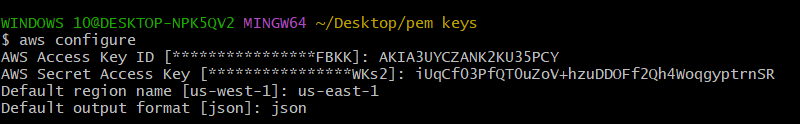 WINDOWS 10@DESKTOP-NPK5QV2 MINGW64 ~/Desktop/pem keys
$ aws configure
AWS Access Key ID [****************FBKK]: AKIA3UYCZANK2KU35PCY
AWS Secret Access Key [****************WKs2]: 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
Default region name [us-west-1]: us-east-1
Default output format [json]: json